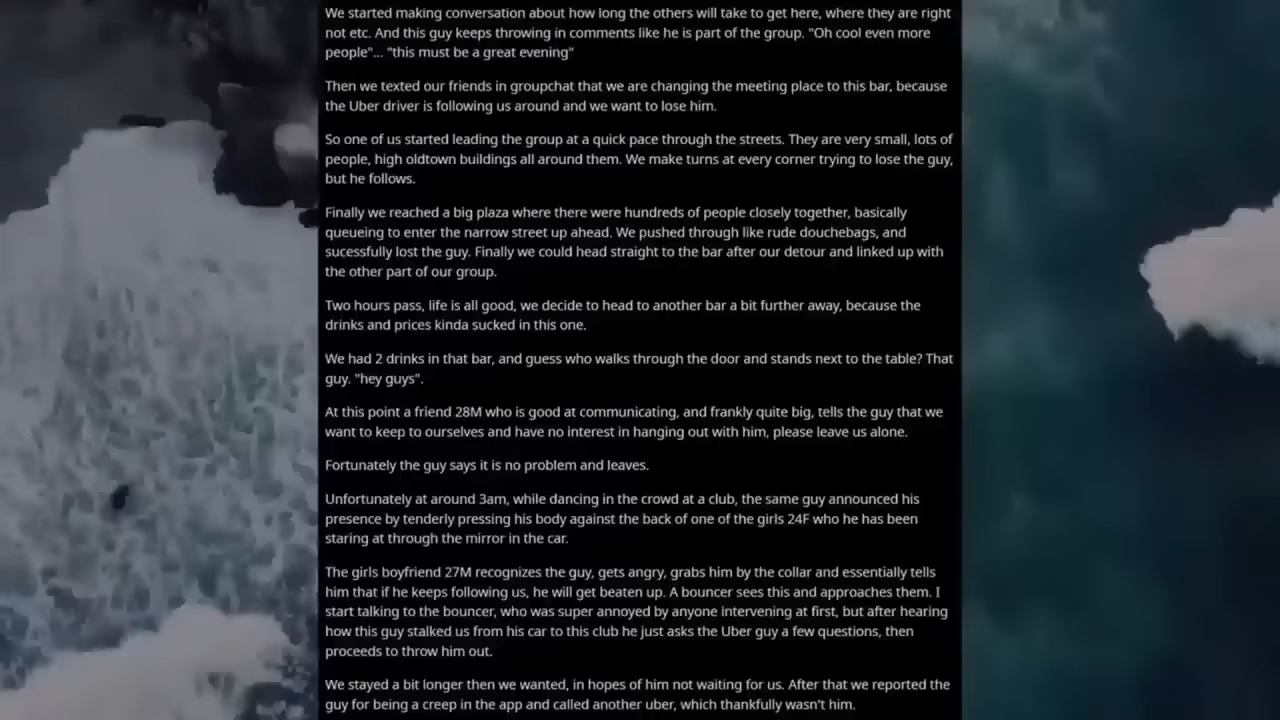 We started making conversation about how long the others will take to get here, where they are right
not etc. And this guy keeps throwing in comments like he is part of the group. "Oh cool even more
people"... "this must be a great evening"
Then we texted our friends in groupchat that we are changing the meeting place to this bar, because
the Uber driver is following us around and we want to lose him.
So one of us started leading the group at a quick pace through the streets. They are very small, lots of
people, high oldtown buildings all around them. We make turns at every corner trying to lose the guy,
but he follows.
Finally we reached a big plaza where there were hundreds of people closely together, basically
queueing to enter the narrow street up ahead. We pushed through like rude douchebags, and
sucessfully lost the guy. Finally we could head straight to the bar after our detour and linked up with
the other part of our group.
Two hours pass, life is all good, we decide to head to another bar a bit further away, because the
drinks and prices kinda sucked in this one.
We had 2 drinks in that bar, and guess who walks through the door and stands next to the table? That
guy. "hey guys".
At this point a friend 28M who is good at communicating, and frankly quite big, tells the guy that we
want to keep to ourselves and have no interest in hanging out with him, please leave us alone.
Fortunately the guy says it is no problem and leaves.
Unfortunately at around 3am, while dancing in the crowd at a club, the same guy announced his
presence by tenderly pressing his body against the back of one of the girls 24F who he has been
staring at through the mirror in the car.
The girls boyfriend 27M recognizes the guy, gets angry, grabs him by the collar and essentially tells
him that if he keeps following us, he will get beaten up. A bouncer sees this and approaches them. I
start talking to the bouncer, who was super annoyed by anyone intervening at first, but after hearing
how this guy stalked us from his car to this club he just asks the Uber guy a few questions, then
proceeds to throw him out.
We stayed a bit longer then we wanted, in hopes of him not waiting for us. After that we reported the
guy for being a creep in the app and called another uber, which thankfully wasn't him.